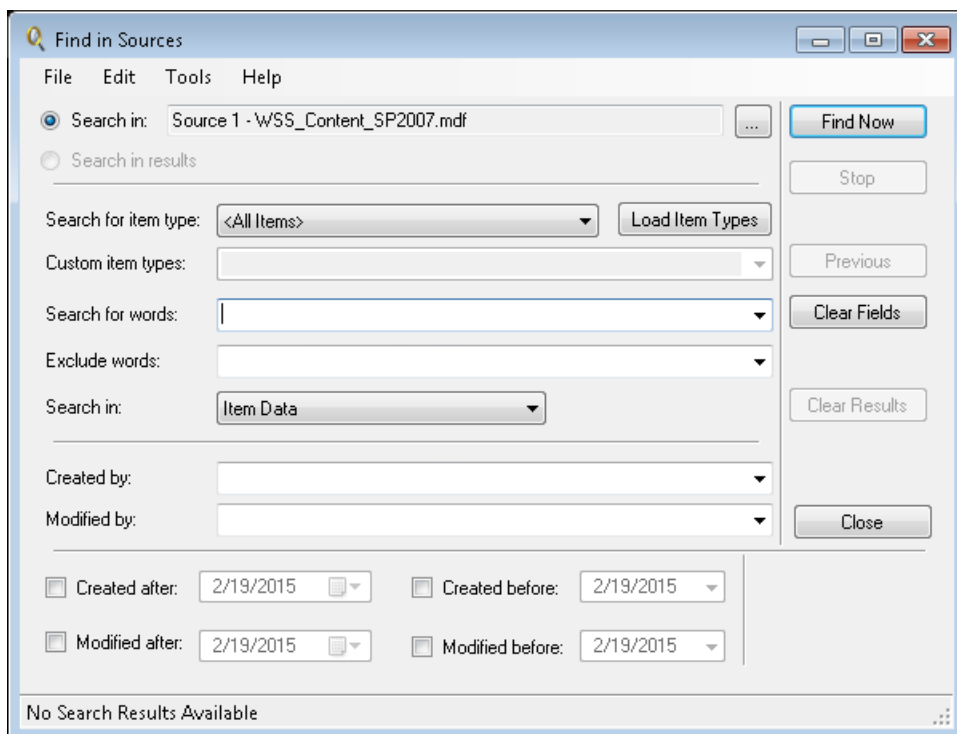 Find in Sources
File Edit Tools Help
Search in: Source 1 - WSS_Content_SP2007.mdf ... Find Now
Search in results
Stop
Search for item type: <All Items> Load Item Types
Custom item types: Previous
Search for words: Clear Fields
Exclude words:
Search in: Item Data Clear Results
Created by:
Modified by: Close
Created after: 2/19/2015 Created before: 2/19/2015
Modified after: 2/19/2015 Modified before: 2/19/2015
No Search Results Available